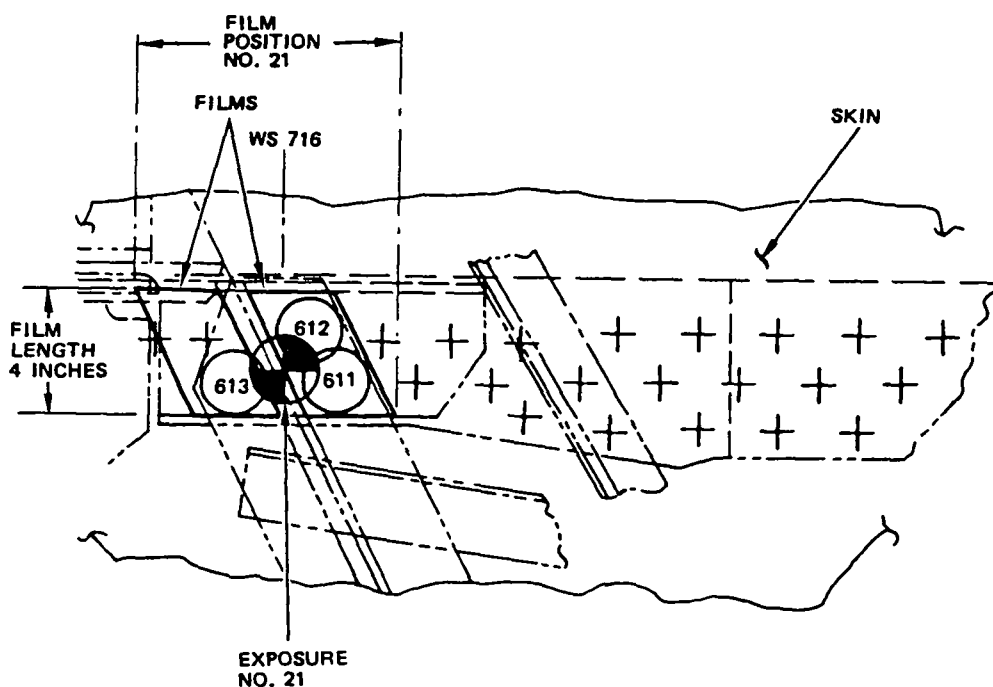 FILM
POSITION
NO. 21
FILMS
WS 716
SKIN
FILM
LENGTH
4 INCHES
612
613
611
EXPOSURE
NO. 21